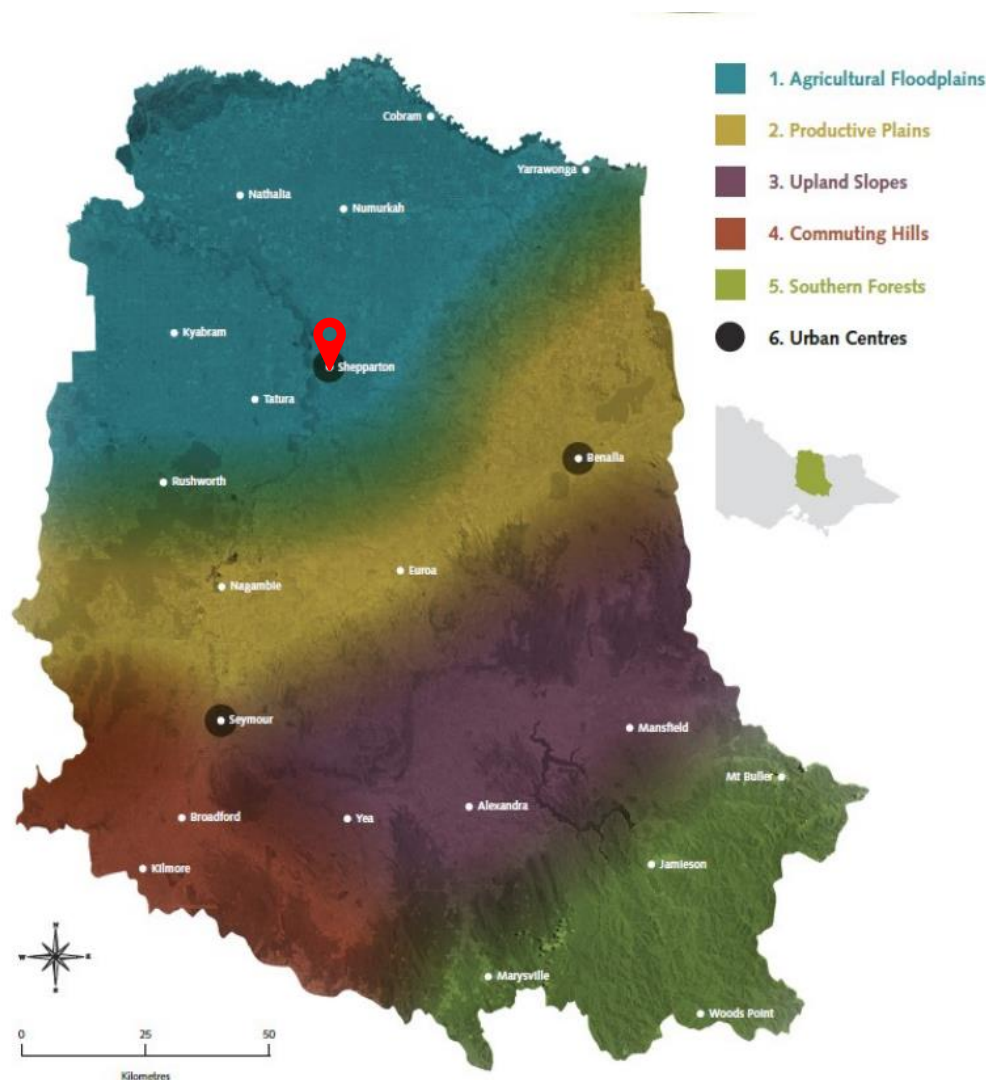 1. Agricultural Floodplains
2. Productive Plains
3. Upland Slopes
4. Commuting Hills
5. Southern Forests
6. Urban Centres
Cobram
Yarrawonga
Nathalia
Numurkah
Kyabram
Shepparton
Tatura
Benalla
Rushworth
Euroa
Nagambie
Seymour
Mansfield
Mt Buller
Alexandra
Broadford
Yea
Jamieson
Kilmore
N
W
E
S
Marysville
Woods Point
0 25 50
Kilometres